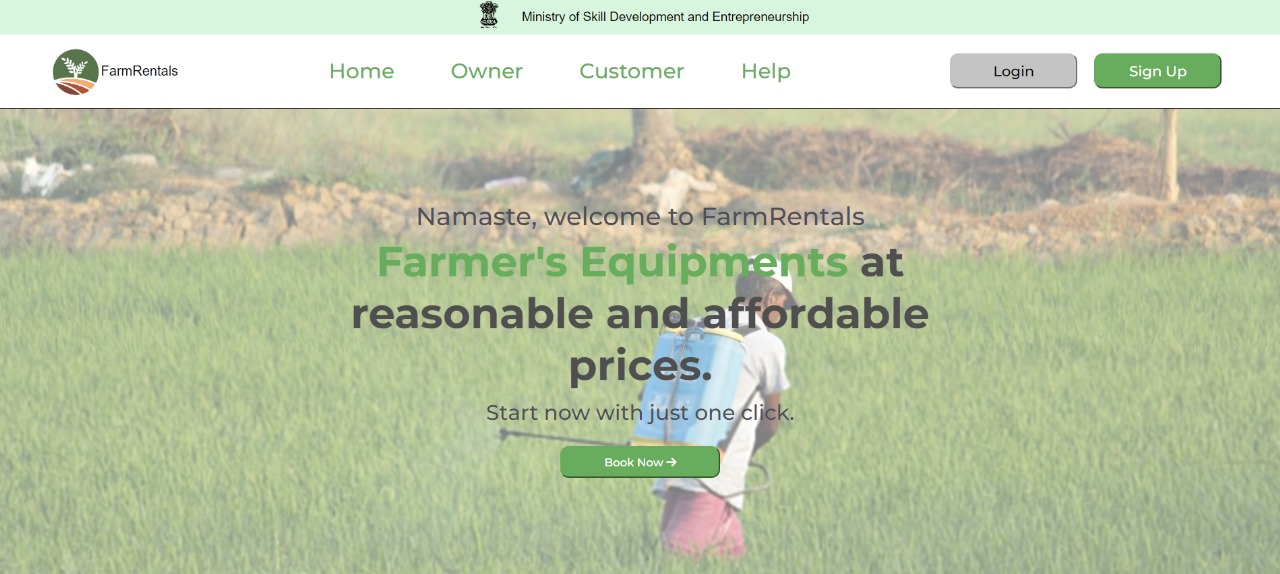 Ministry of Skill Development and Entrepreneurship
FarmRentals
Home
Owner
Customer
Help
Login
Sign Up
Namaste, welcome to FarmRentals
Farmer's Equipments at
reasonable and affordable
prices.
Start now with just one click.
Book Now →